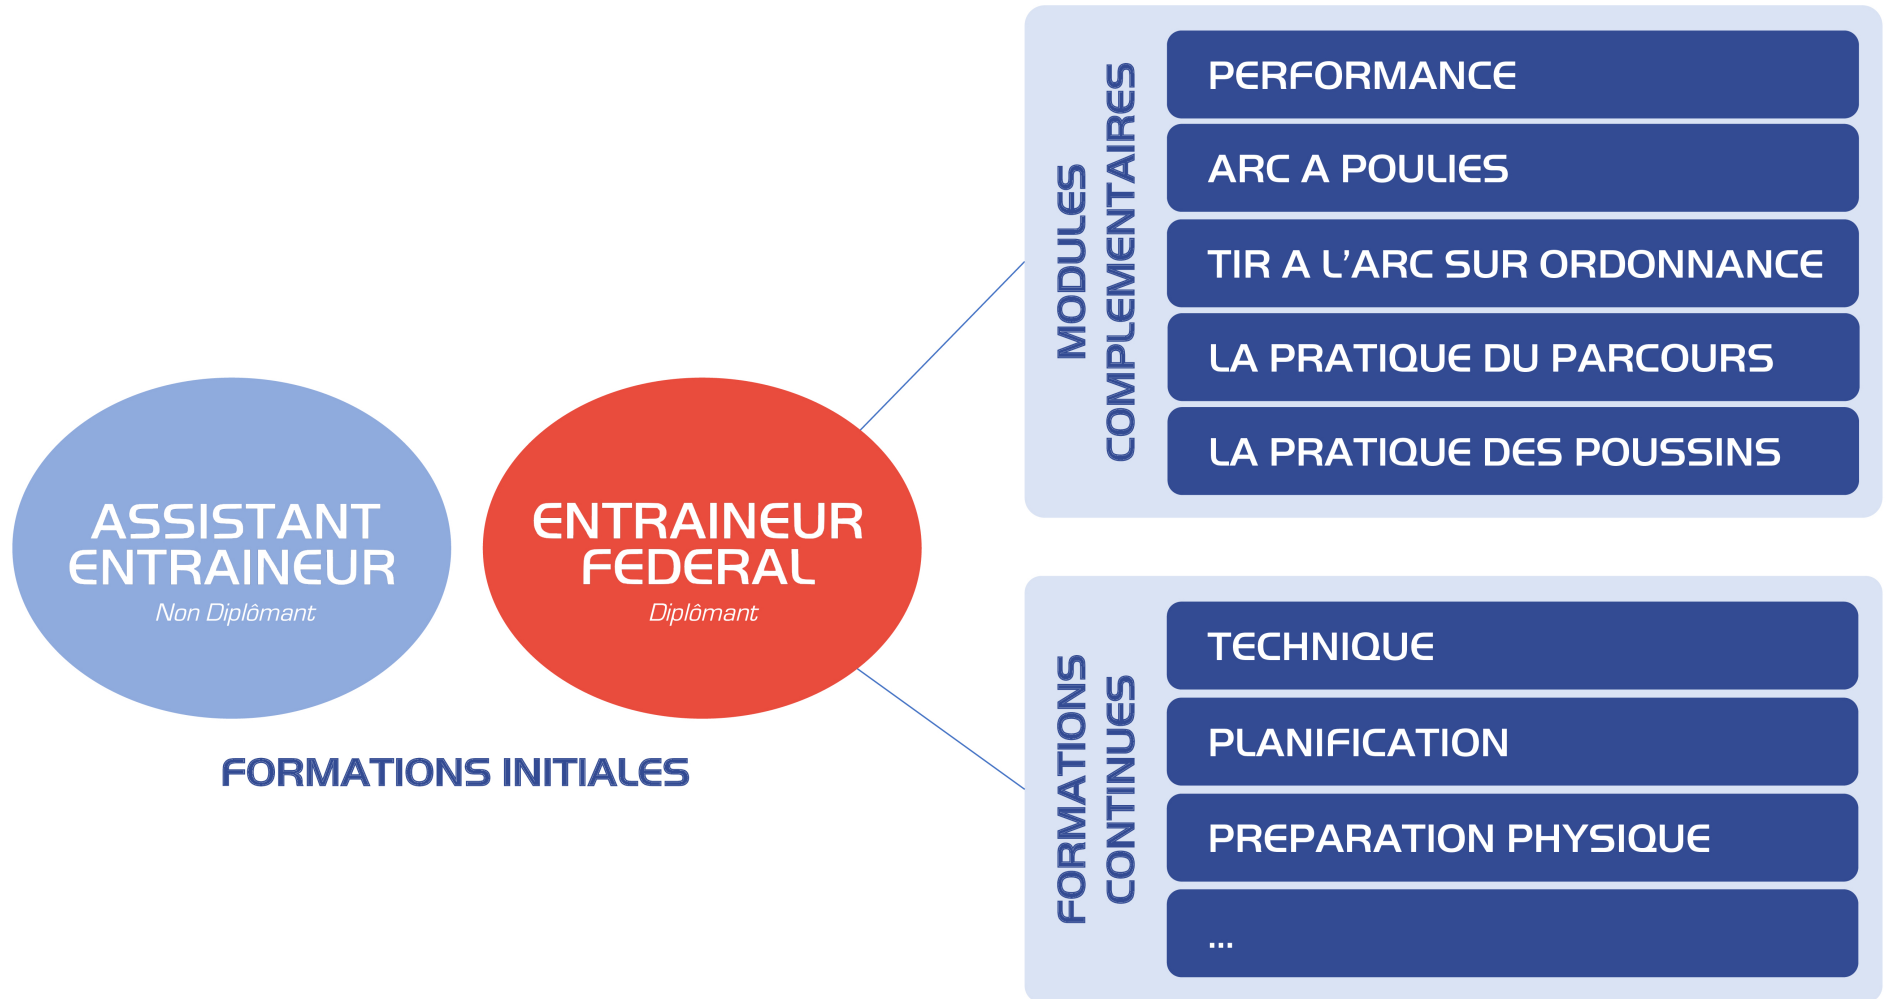 ASSISTANT
ENTRAINEUR
Non Diplômant
ENTRAINEUR
FEDERAL
Diplômant
FORMATIONS INITIALES
MODULES
COMPLEMENTAIRES
PERFORMANCE
ARC A POULIES
TIR A L’ARC SUR ORDONNANCE
LA PRATIQUE DU PARCOURS
LA PRATIQUE DES POUSSINS
FORMATIONS
CONTINUES
TECHNIQUE
PLANIFICATION
PREPARATION PHYSIQUE
...